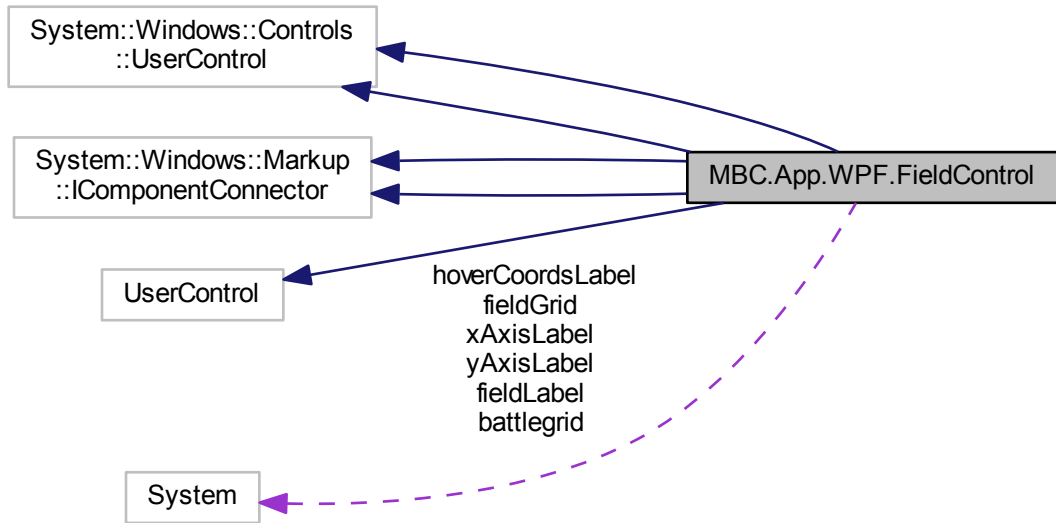 System::Windows::Controls
::UserControl
System::Windows::Markup
::IComponentConnector
MBC.App.WPF.FieldControl
UserControl
hoverCoordsLabel
fieldGrid
xAxisLabel
yAxisLabel
fieldLabel
battlegrid
System